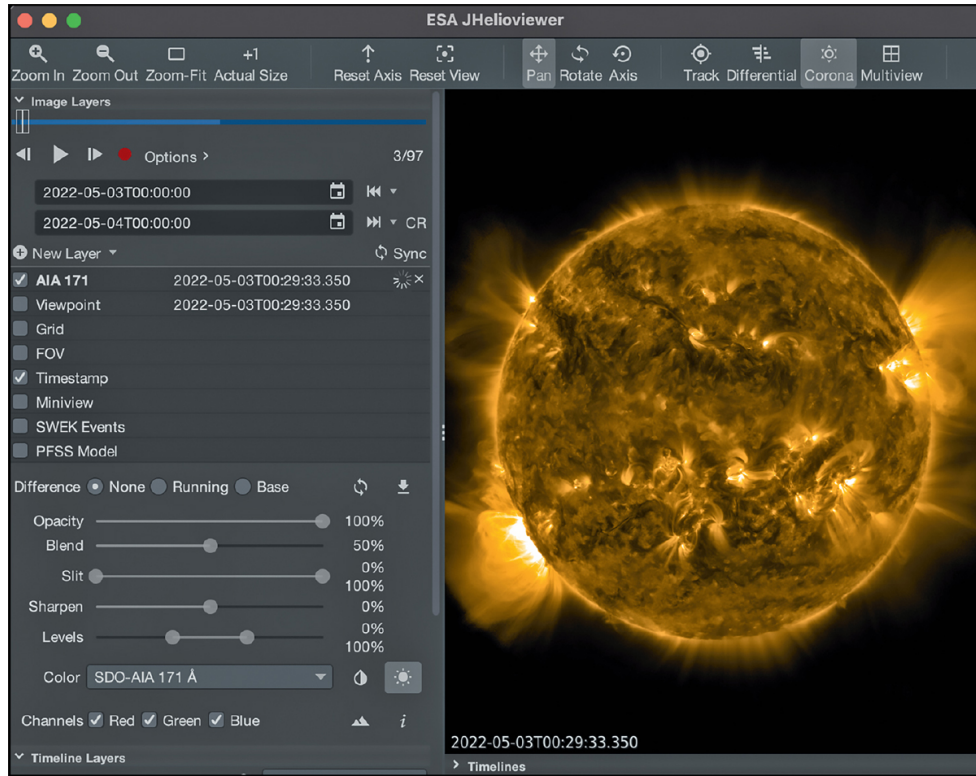 ESA JHelioviewer
Zoom In Zoom Out Zoom-Fit +1 Actual Size Reset Axis Reset View Pan Rotate Axis Track Differential Corona Multiview
Image Layers
Options > 3/97
2022-05-03T00:00:00
2022-05-04T00:00:00 CR
New Layer Sync
AIA 171 2022-05-03T00:29:33.350
Viewpoint 2022-05-03T00:29:33.350
Grid
FOV
Timestamp
Miniview
SWEK Events
PFSS Model
Difference None Running Base
Opacity 100%
Blend 50%
Slit 0%
100%
Sharpen 0%
Levels 0%
100%
Color SDO-AIA 171 Å
Channels Red Green Blue i
2022-05-03T00:29:33.350
Timeline Layers
> Timelines